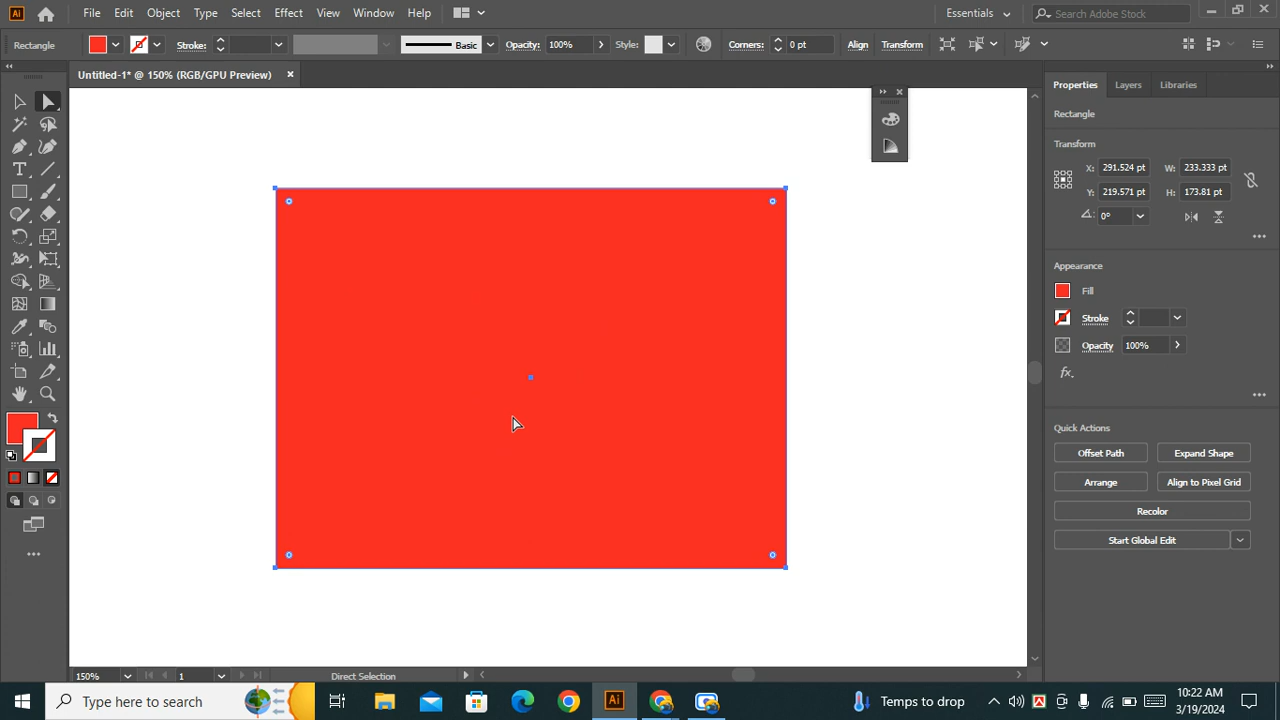 Ai File Edit Object Type Select Effect View Window Help Essentials Search Adobe Stock
Rectangle Stroke: Basic Opacity: 100% Style: Corners: 0 pt Align Transform
Untitled-1* @ 150% (RGB/GPU Preview)
Properties Layers Libraries
Rectangle
Transform
X: 291.524 pt W: 233.333 pt
Y: 219.571 pt H: 173.81 pt
0°
Appearance
Fill
Stroke
Opacity 100%
fx.
Quick Actions
Offset Path Expand Shape
Arrange Align to Pixel Grid
Recolor
Start Global Edit
150% 1 Direct Selection
Type here to search Ai Temps to drop
3/19/2024